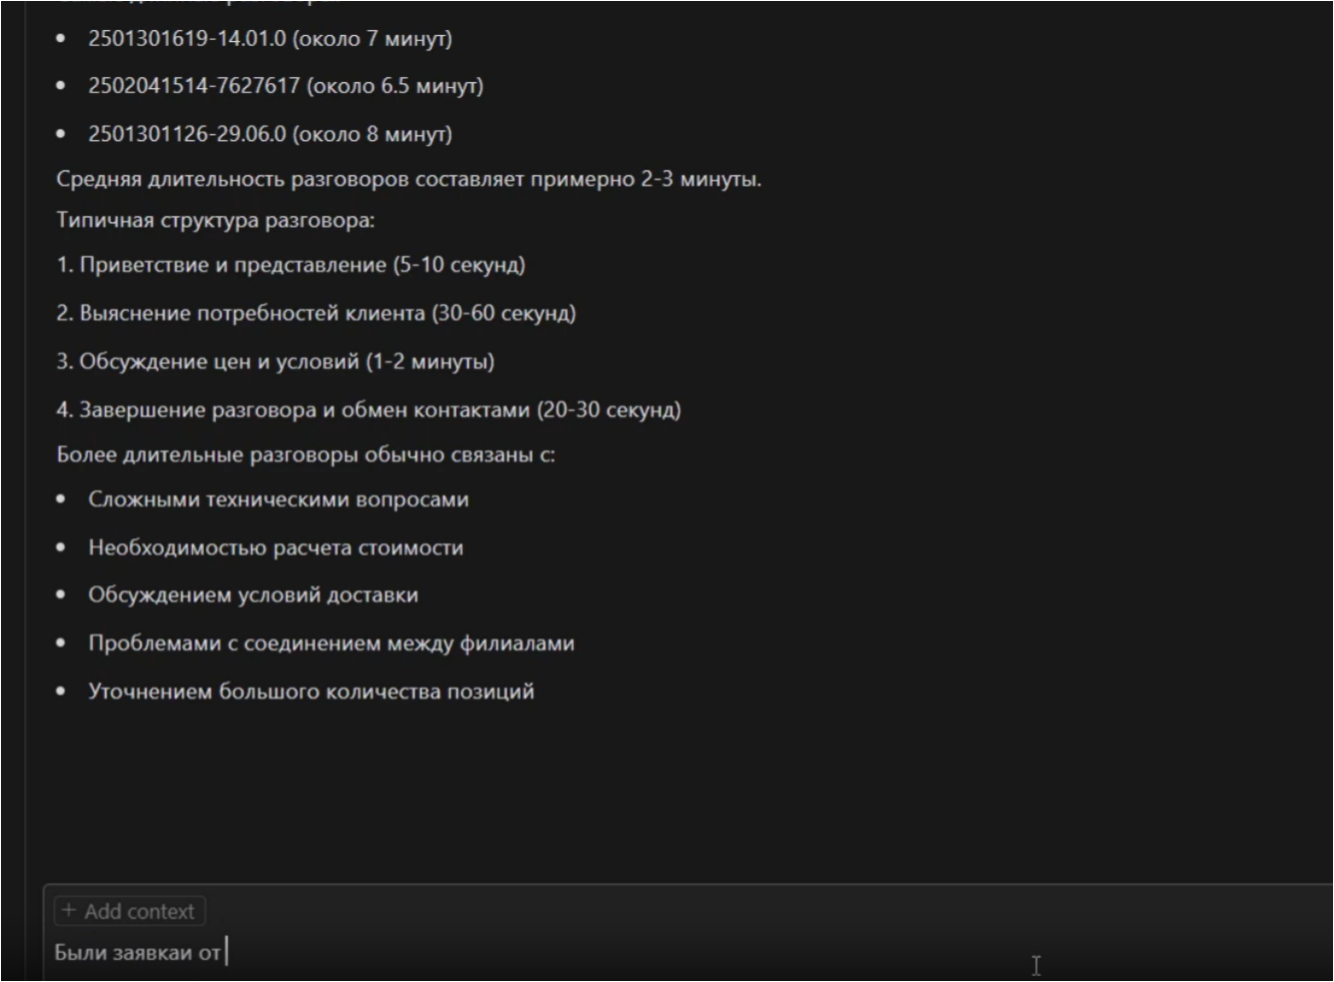 • 2501301619-14.01.0 (около 7 минут)
• 2502041514-7627617 (около 6.5 минут)
• 2501301126-29.06.0 (около 8 минут)
Средняя длительность разговоров составляет примерно 2-3 минуты.
Типичная структура разговора:
1. Приветствие и представление (5-10 секунд)
2. Выяснение потребностей клиента (30-60 секунд)
3. Обсуждение цен и условий (1-2 минуты)
4. Завершение разговора и обмен контактами (20-30 секунд)
Более длительные разговоры обычно связаны с:
• Сложными техническими вопросами
• Необходимостью расчета стоимости
• Обсуждением условий доставки
• Проблемами с соединением между филиалами
• Уточнением большого количества позиций
+ Add context
Были заявкаи от